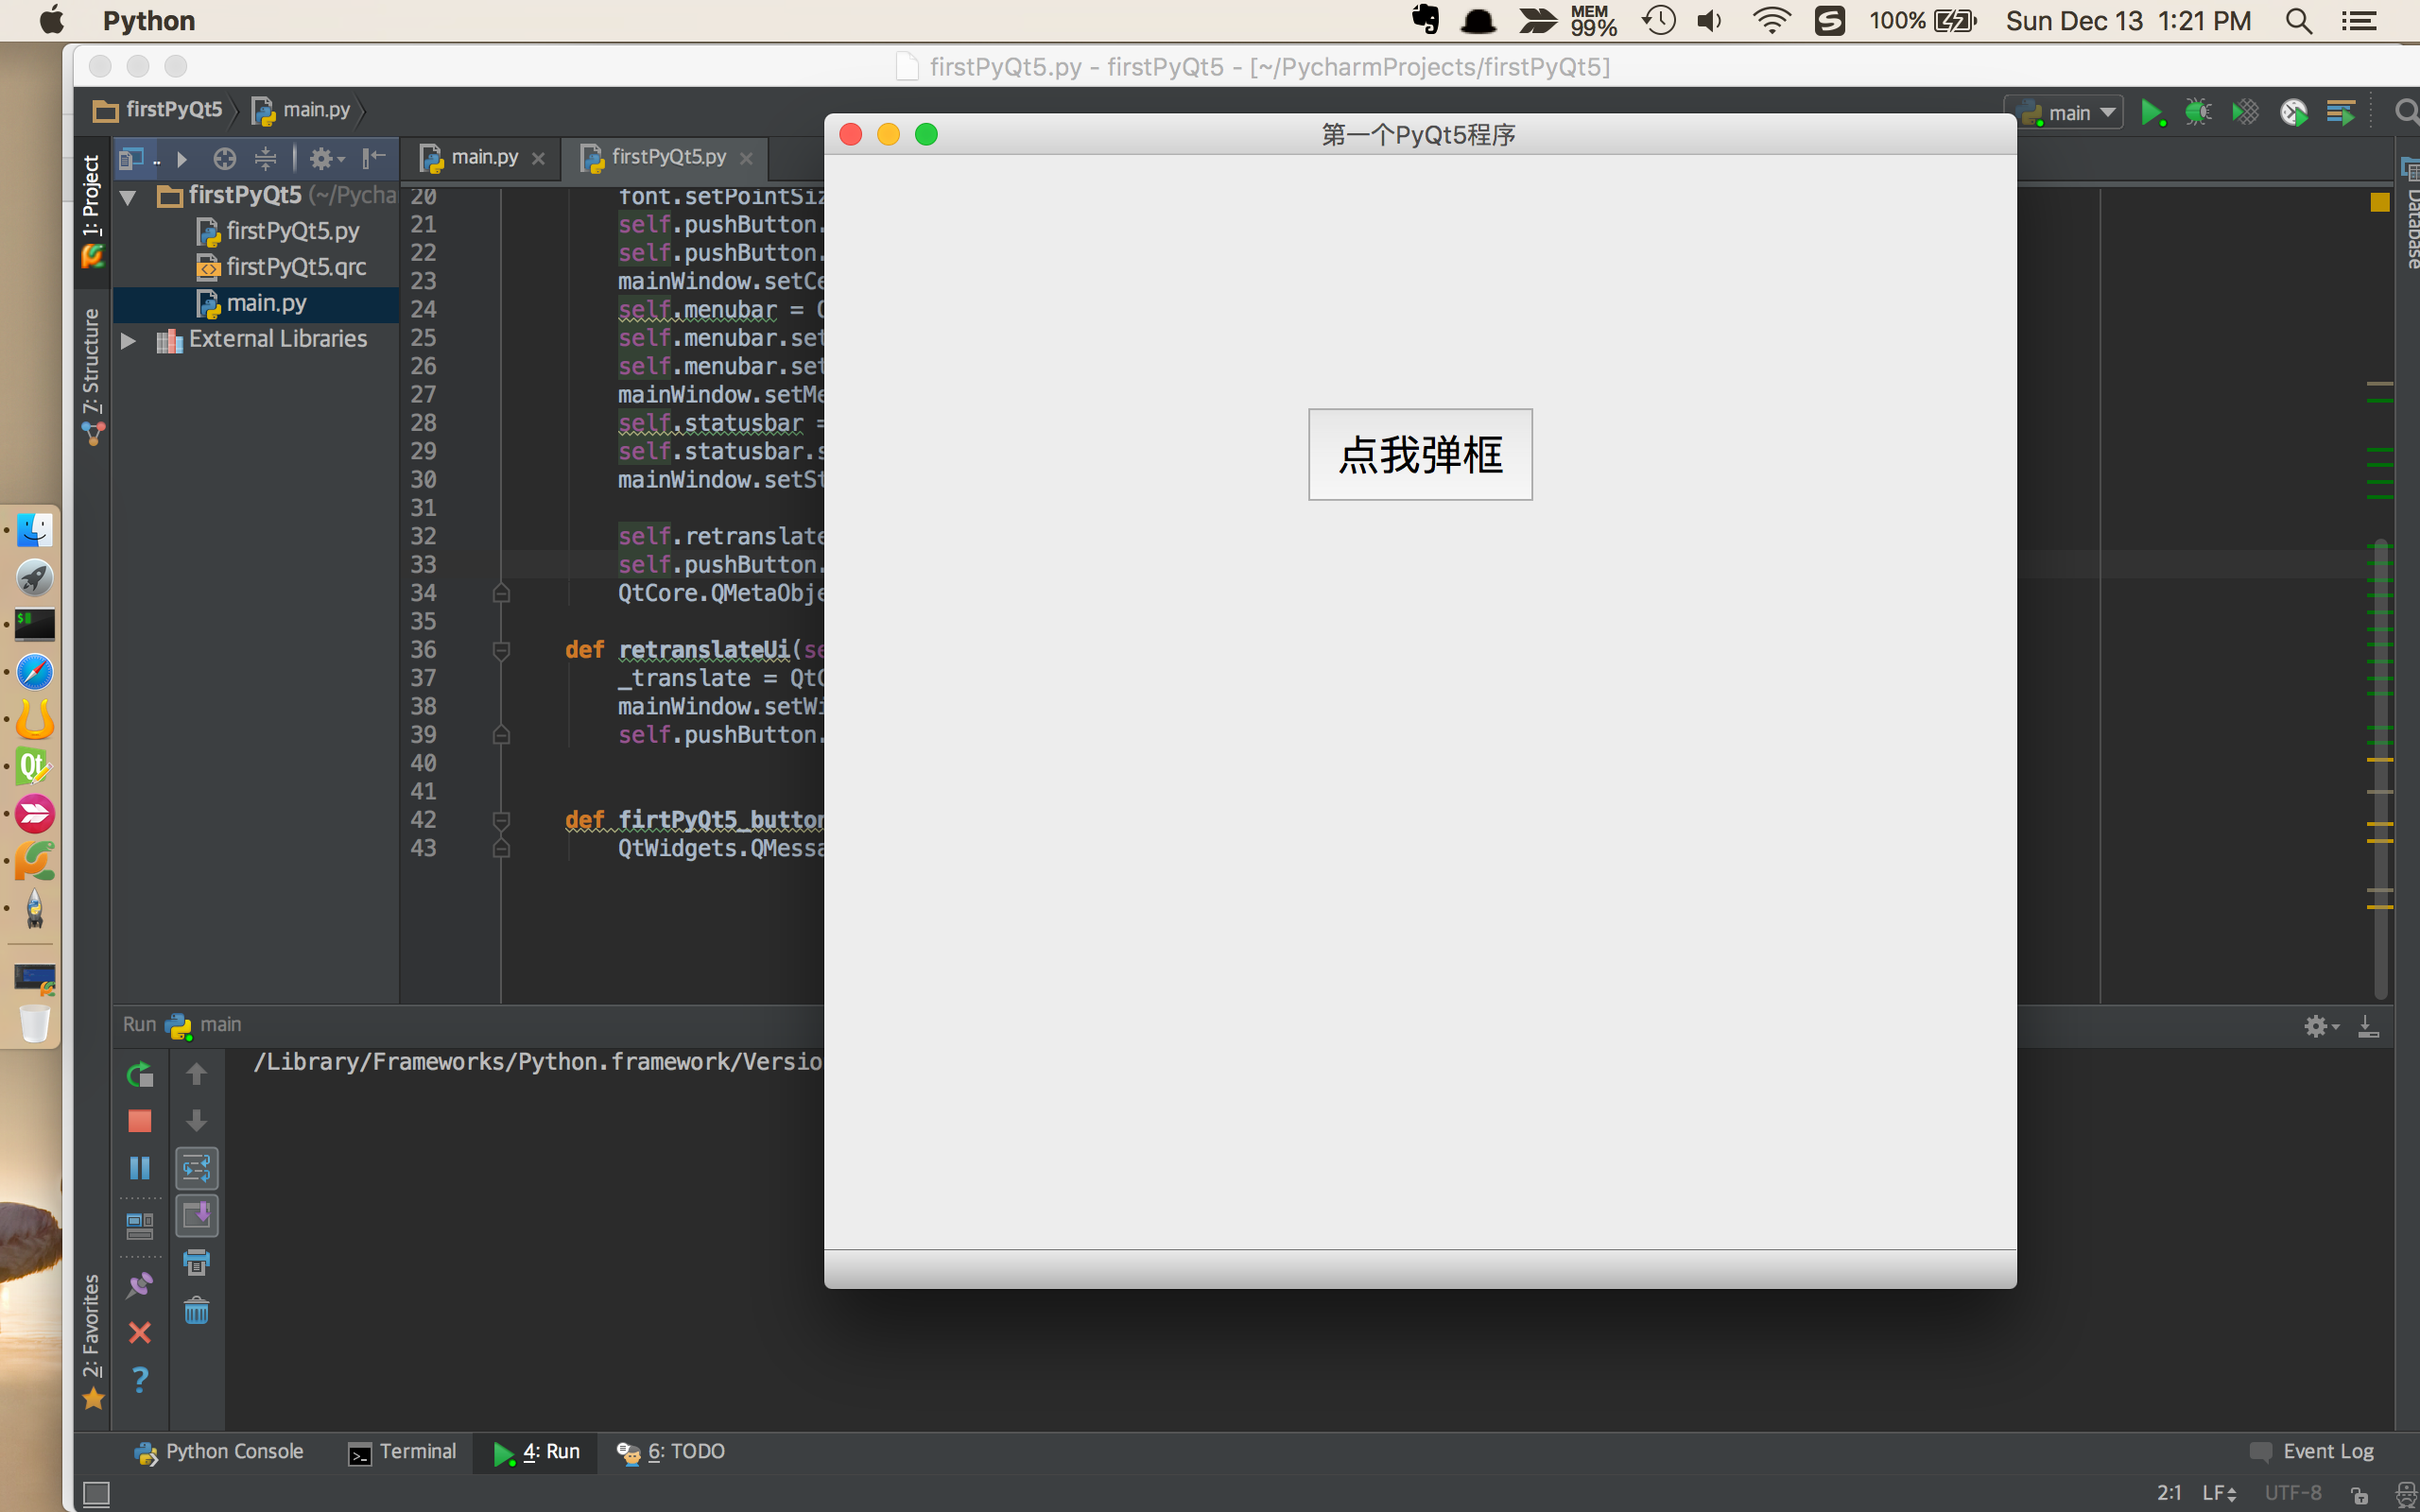 Python
MEM
99%
100%
Sun Dec 13 1:21 PM
firstPyQt5.py - firstPyQt5 - [~/PycharmProjects/firstPyQt5]
firstPyQt5
main.py
main
第一个PyQt5程序
点我弹框
1: Project
7: Structure
2: Favorites
Database
firstPyQt5 (~/Pycha
firstPyQt5.py
firstPyQt5.qrc
main.py
External Libraries
main.py
firstPyQt5.py
20 font.setPointSiz
21 self.pushButton.
22 self.pushButton.
23 mainWindow.setCe
24 self.menubar =
25 self.menubar.set
26 self.menubar.set
27 mainWindow.setMe
28 self.statusbar =
29 self.statusbar.s
30 mainWindow.setSt
31
32 self.retranslate
33 self.pushButton.
34 QtCore.QMetaObje
35
36 def retranslateUi(se
37 _translate = QtC
38 mainWindow.setWi
39 self.pushButton.
40
41
42 def firtPyQt5_button
43 QtWidgets.QMessa
Run main
/Library/Frameworks/Python.framework/Versio
Python Console
Terminal
4: Run
6: TODO
Event Log
2:1
LF
UTF-8